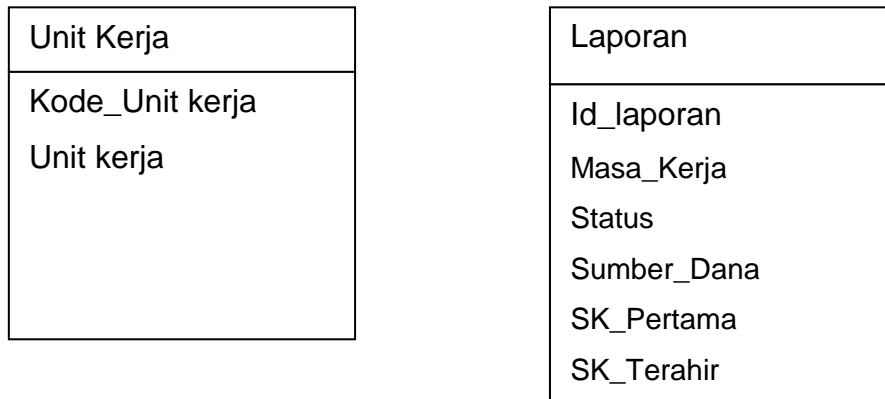 Unit Kerja
Kode_Unit kerja
Unit kerja
Laporan
Id_laporan
Masa_Kerja
Status
Sumber_Dana
SK_Pertama
SK_Terahir